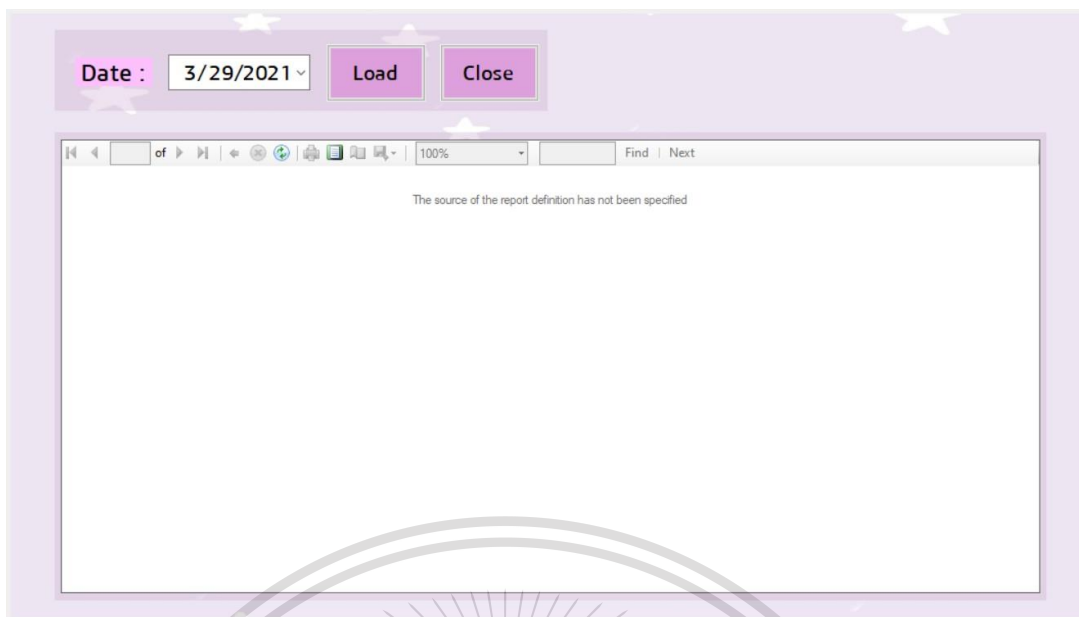 Date : 3/29/2021 Load Close
of 100% Find | Next
The source of the report definition has not been specified